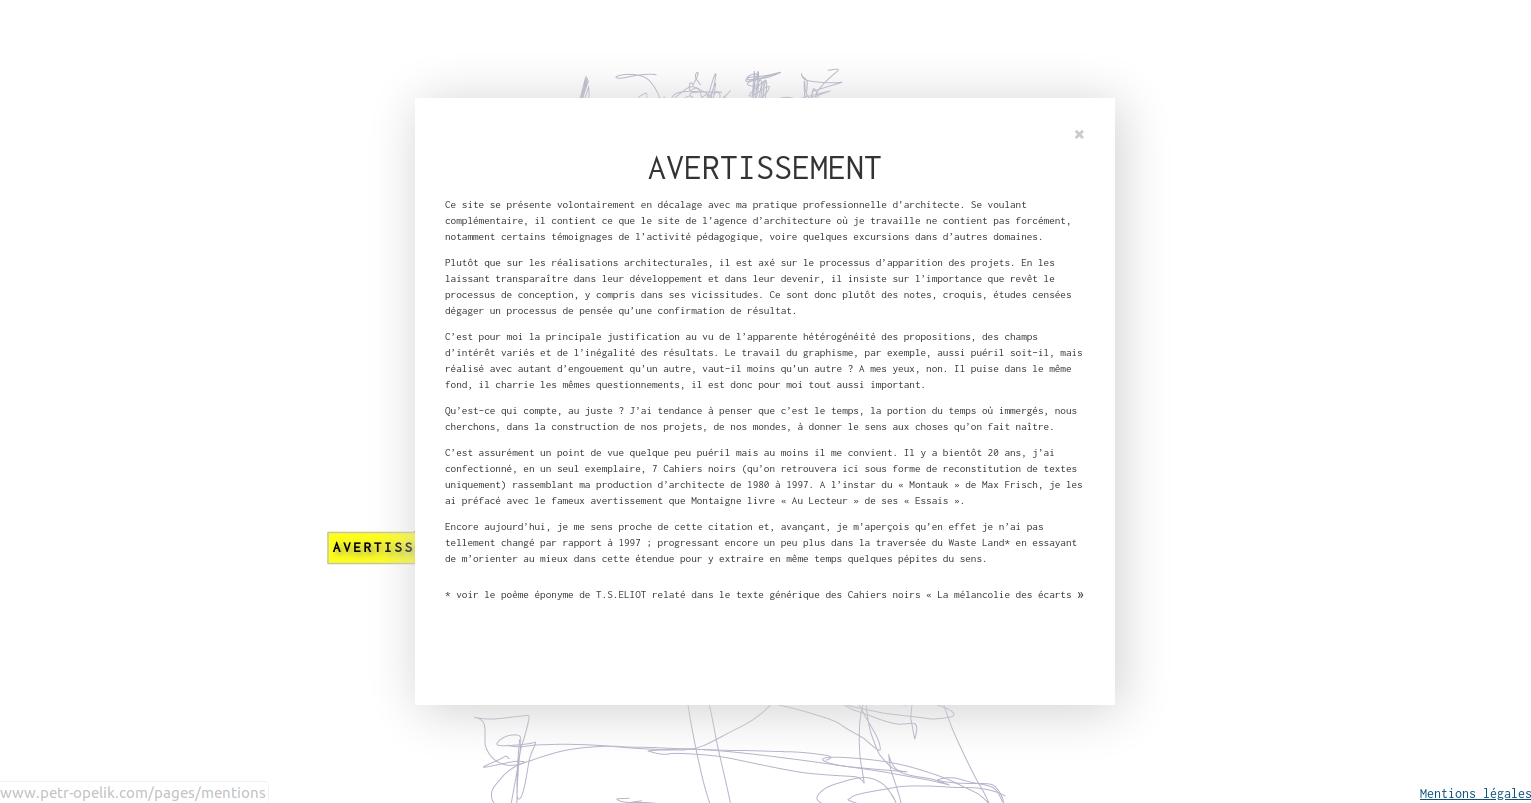 ✖
AVERTISSEMENT
Ce site se présente volontairement en décalage avec ma pratique professionnelle d’architecte. Se voulant
complémentaire, il contient ce que le site de l’agence d’architecture où je travaille ne contient pas forcément,
notamment certains témoignages de l’activité pédagogique, voire quelques excursions dans d’autres domaines.
Plutôt que sur les réalisations architecturales, il est axé sur le processus d’apparition des projets. En les
laissant transparaître dans leur développement et dans leur devenir, il insiste sur l’importance que revêt le
processus de conception, y compris dans ses vicissitudes. Ce sont donc plutôt des notes, croquis, études censées
dégager un processus de pensée qu’une confirmation de résultat.
C’est pour moi la principale justification au vu de l’apparente hétérogénéité des propositions, des champs
d’intérêt variés et de l’inégalité des résultats. Le travail du graphisme, par exemple, aussi puéril soit-il, mais
réalisé avec autant d’engouement qu’un autre, vaut-il moins qu’un autre ? A mes yeux, non. Il puise dans le même
fond, il charrie les mêmes questionnements, il est donc pour moi tout aussi important.
Qu’est-ce qui compte, au juste ? J’ai tendance à penser que c’est le temps, la portion du temps où immergés, nous
cherchons, dans la construction de nos projets, de nos mondes, à donner le sens aux choses qu’on fait naître.
C’est assurément un point de vue quelque peu puéril mais au moins il me convient. Il y a bientôt 20 ans, j’ai
confectionné, en un seul exemplaire, 7 Cahiers noirs (qu’on retrouvera ici sous forme de reconstitution de textes
uniquement) rassemblant ma production d’architecte de 1980 à 1997. A l’instar du « Montauk » de Max Frisch, je les
ai préfacé avec le fameux avertissement que Montaigne livre « Au Lecteur » de ses « Essais ».
Encore aujourd’hui, je me sens proche de cette citation et, avançant, je m’aperçois qu’en effet je n’ai pas
tellement changé par rapport à 1997 ; progressant encore un peu plus dans la traversée du Waste Land* en essayant
de m’orienter au mieux dans cette étendue pour y extraire en même temps quelques pépites du sens.
* voir le poème éponyme de T.S.ELIOT relaté dans le texte générique des Cahiers noirs « La mélancolie des écarts »
AVERTISS
www.petr-opelik.com/pages/mentions
Mentions légales